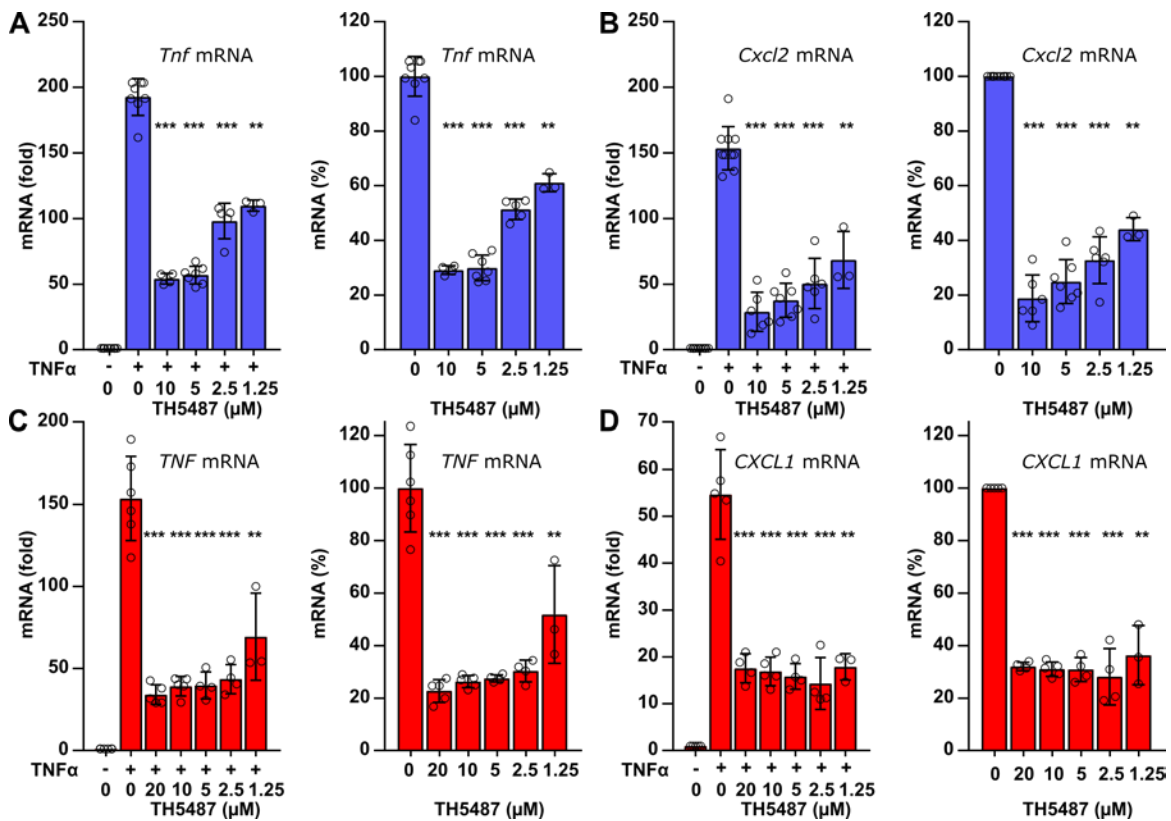 A
Tnf mRNA
mRNA (fold)
250
200
150
100
50
0
*** *** *** **
TNFα - + + + + +
0 0 10 5 2.5 1.25
TH5487 (µM)
Tnf mRNA
mRNA (%)
120
100
80
60
40
20
0
*** *** *** **
0 10 5 2.5 1.25
TH5487 (µM)
B
Cxcl2 mRNA
mRNA (fold)
250
200
150
100
50
0
*** *** *** **
TNFα - + + + + +
0 0 10 5 2.5 1.25
TH5487 (µM)
Cxcl2 mRNA
mRNA (%)
120
100
80
60
40
20
0
*** *** *** **
0 10 5 2.5 1.25
TH5487 (µM)
C
TNF mRNA
mRNA (fold)
200
150
100
50
0
*** *** *** *** **
TNFα - + + + + + +
0 0 20 10 5 2.5 1.25
TH5487 (µM)
TNF mRNA
mRNA (%)
120
100
80
60
40
20
0
*** *** *** *** **
0 20 10 5 2.5 1.25
TH5487 (µM)
D
CXCL1 mRNA
mRNA (fold)
70
60
50
40
30
20
10
0
*** *** *** *** **
TNFα - + + + + + +
0 0 20 10 5 2.5 1.25
TH5487 (µM)
CXCL1 mRNA
mRNA (%)
120
100
80
60
40
20
0
*** *** *** *** **
0 20 10 5 2.5 1.25
TH5487 (µM)